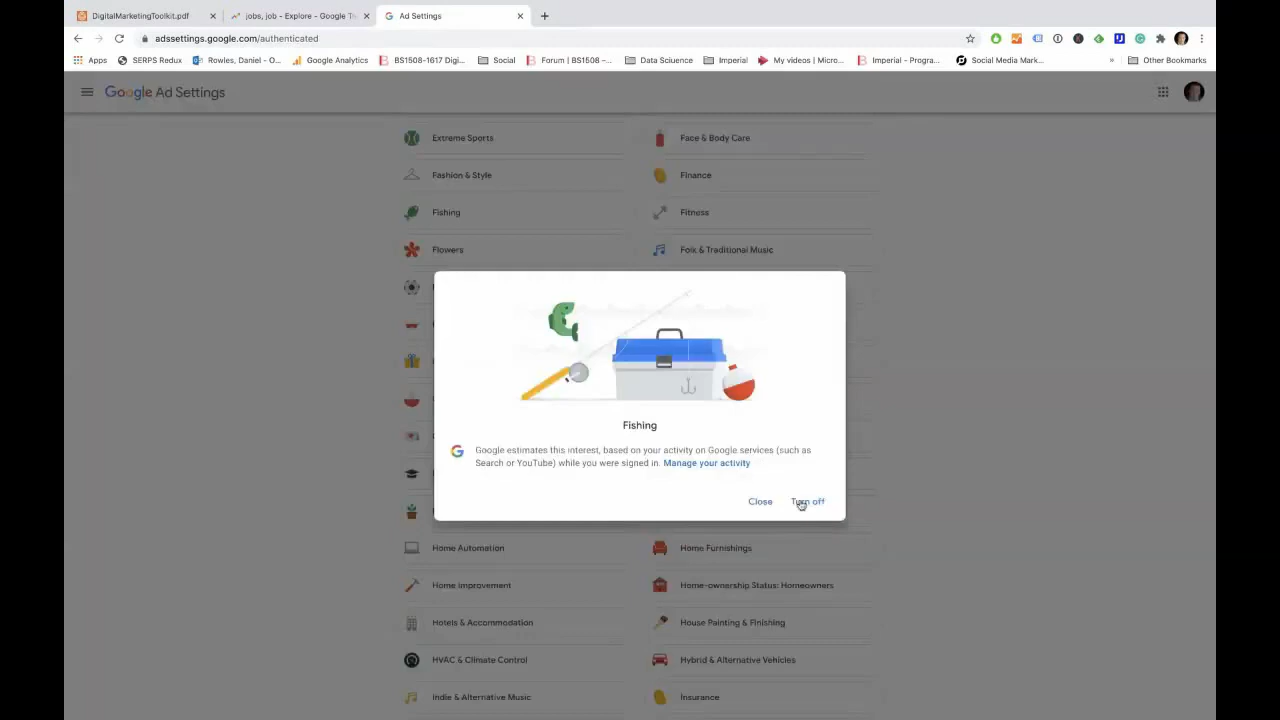 DigitalMarketingToolkit.pdf
jobs, job - Explore - Google T
Ad Settings
adssettings.google.com/authenticated
Apps
SERPS Redux
Rowles, Daniel - O...
Google Analytics
BS1508-1617 Digi...
Social
Forum | BS1508 –...
Data Sciuence
Imperial
My videos | Micro...
Imperial - Progra...
Social Media Mark...
Other Bookmarks
Google Ad Settings
Extreme Sports
Face & Body Care
Fashion & Style
Finance
Fishing
Fitness
Flowers
Folk & Traditional Music
Fishing
Google estimates this interest, based on your activity on Google services (such as
Search or YouTube) while you were signed in. Manage your activity
Close
Turn off
Home Automation
Home Furnishings
Home Improvement
Home-ownership Status: Homeowners
Hotels & Accommodation
House Painting & Finishing
HVAC & Climate Control
Hybrid & Alternative Vehicles
Indie & Alternative Music
Insurance